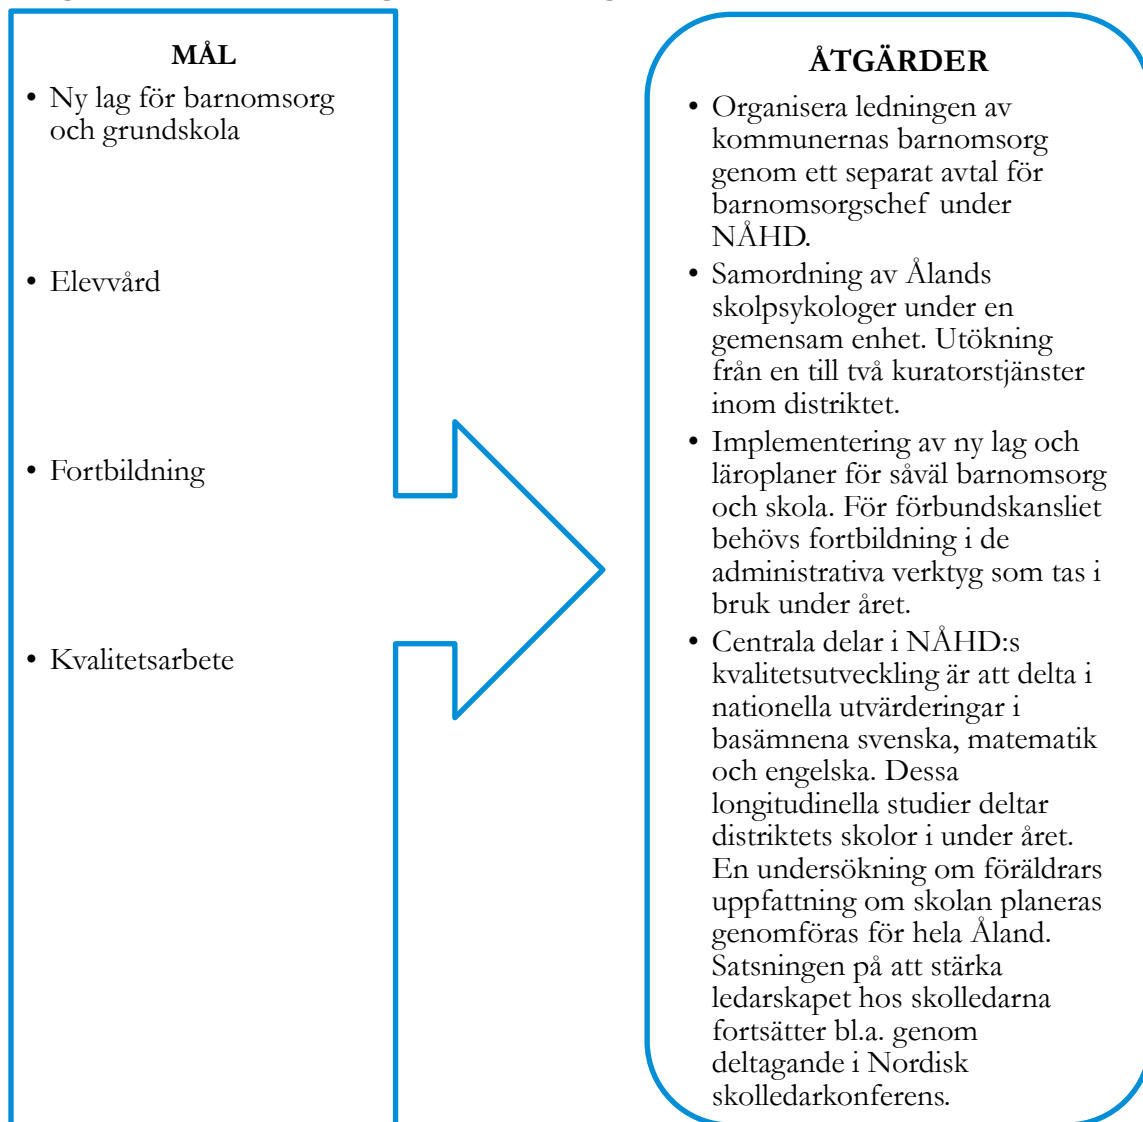 MÅL
• Ny lag för barnomsorg
och grundskola
• Elevvård
• Fortbildning
• Kvalitetsarbete
ÅTGÄRDER
• Organisera ledningen av
kommunernas barnomsorg
genom ett separat avtal för
barnomsorgschef under
NÅHD.
• Samordning av Ålands
skolpsykologer under en
gemensam enhet. Utökning
från en till två kuratorstjänster
inom distriktet.
• Implementering av ny lag och
läroplaner för såväl barnomsorg
och skola. För förbundskansliet
behövs fortbildning i de
administrativa verktyg som tas i
bruk under året.
• Centrala delar i NÅHD:s
kvalitetsutveckling är att delta i
nationella utvärderingar i
basämnena svenska, matematik
och engelska. Dessa
longitudinella studier deltar
distriktets skolor i under året.
En undersökning om föräldrars
uppfattning om skolan planeras
genomföras för hela Åland.
Satsningen på att stärka
ledarskapet hos skolledarna
fortsätter bl.a. genom
deltagande i Nordisk
skolledarkonferens.